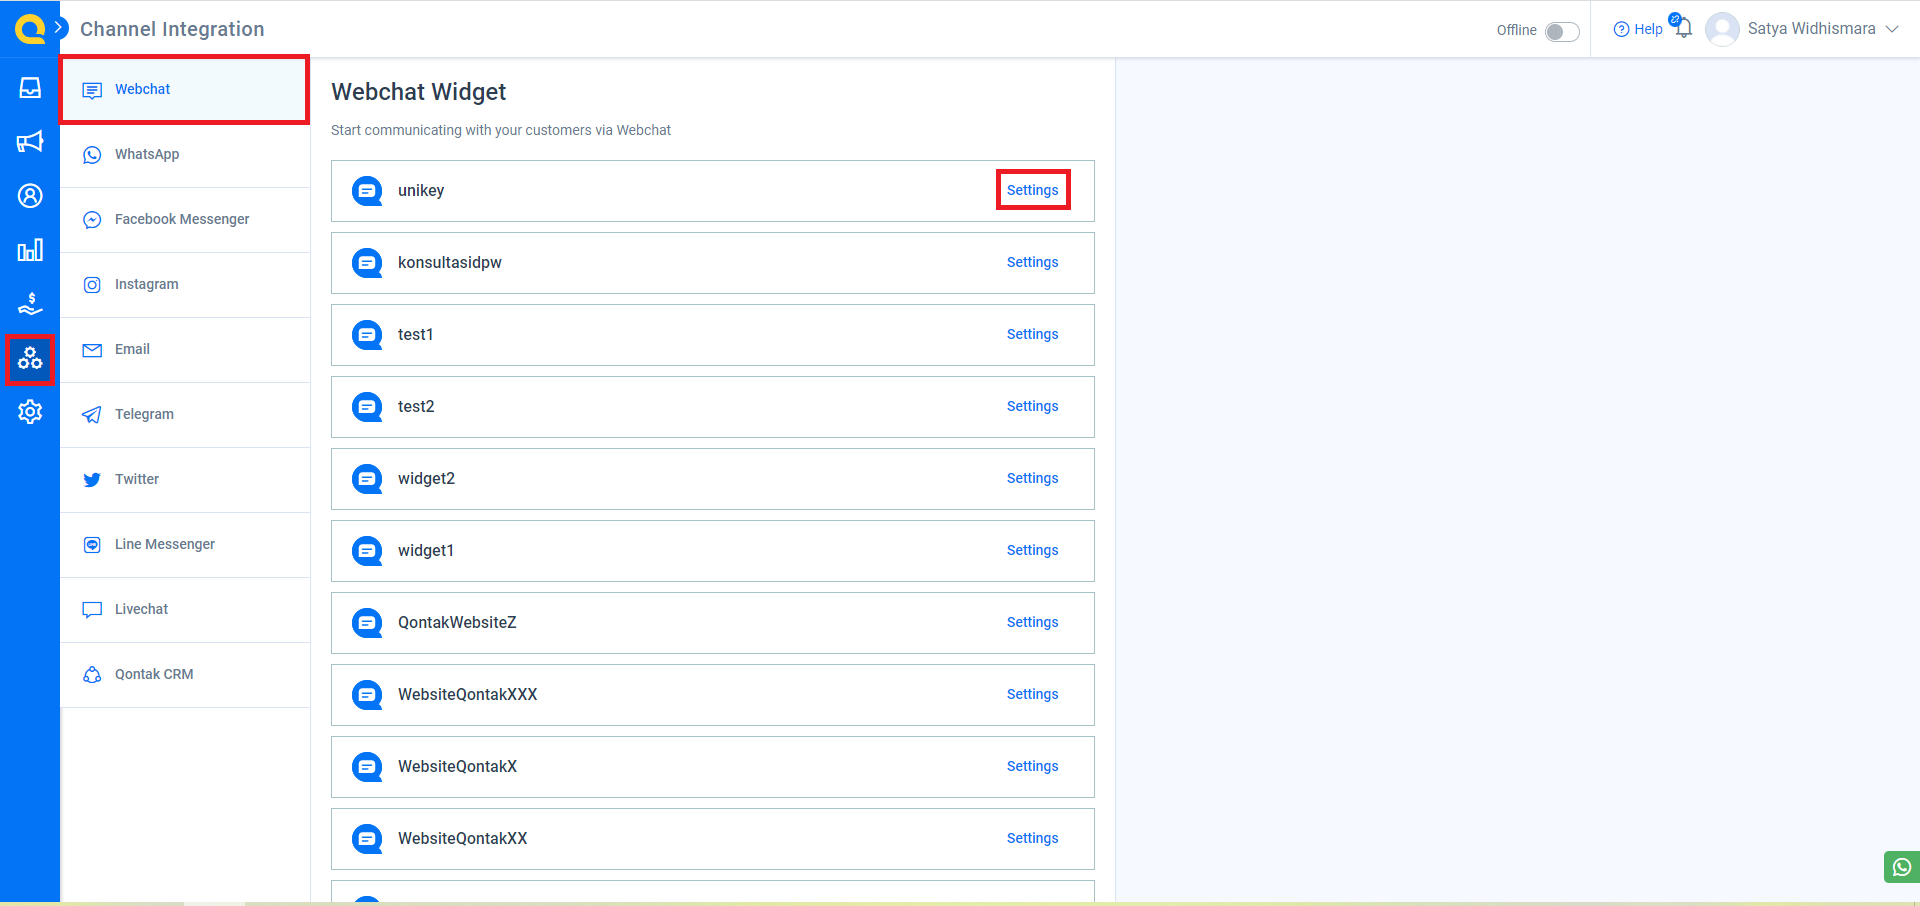 Channel Integration
Offline
Help
Satya Widhismara
Webchat
WhatsApp
Facebook Messenger
Instagram
Email
Telegram
Twitter
Line Messenger
Livechat
Qontak CRM
Webchat Widget
Start communicating with your customers via Webchat
unikey Settings
konsultasidpw Settings
test1 Settings
test2 Settings
widget2 Settings
widget1 Settings
QontakWebsiteZ Settings
WebsiteQontakXXX Settings
WebsiteQontakX Settings
WebsiteQontakXX Settings